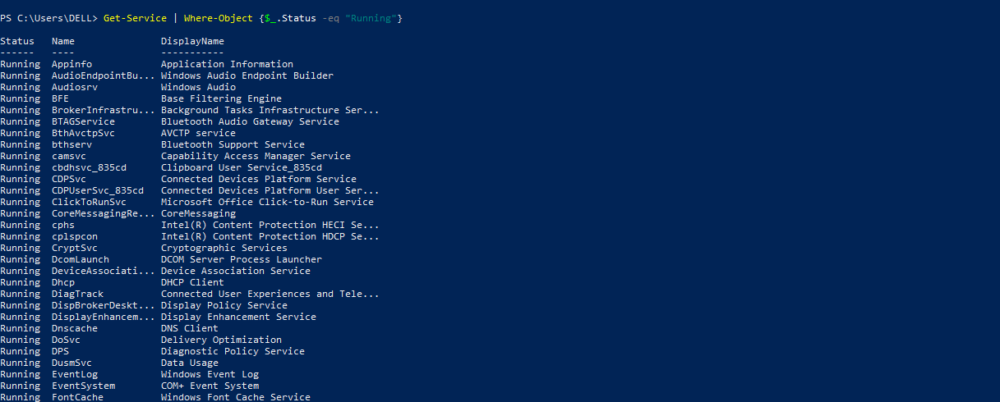 PS C:\Users\DELL> Get-Service | Where-Object {$_.Status -eq "Running"}
Status   Name               DisplayName
------   ----               -----------
Running  Appinfo            Application Information
Running  AudioEndpointBu... Windows Audio Endpoint Builder
Running  Audiosrv           Windows Audio
Running  BFE                Base Filtering Engine
Running  BrokerInfrastru... Background Tasks Infrastructure Ser...
Running  BTAGService        Bluetooth Audio Gateway Service
Running  BthAvctpSvc        AVCTP service
Running  bthserv            Bluetooth Support Service
Running  camsvc             Capability Access Manager Service
Running  cbdhsvc_835cd      Clipboard User Service_835cd
Running  CDPSvc             Connected Devices Platform Service
Running  CDPUserSvc_835cd   Connected Devices Platform User Ser...
Running  ClickToRunSvc      Microsoft Office Click-to-Run Service
Running  CoreMessagingRe... CoreMessaging
Running  cphs               Intel(R) Content Protection HECI Se...
Running  cplspcon           Intel(R) Content Protection HDCP Se...
Running  CryptSvc           Cryptographic Services
Running  DcomLaunch         DCOM Server Process Launcher
Running  DeviceAssociati... Device Association Service
Running  Dhcp               DHCP Client
Running  DiagTrack          Connected User Experiences and Tele...
Running  DispBrokerDeskt... Display Policy Service
Running  DisplayEnhancem... Display Enhancement Service
Running  Dnscache           DNS Client
Running  DoSvc              Delivery Optimization
Running  DPS                Diagnostic Policy Service
Running  DusmSvc            Data Usage
Running  EventLog           Windows Event Log
Running  EventSystem        COM+ Event System
Running  FontCache          Windows Font Cache Service